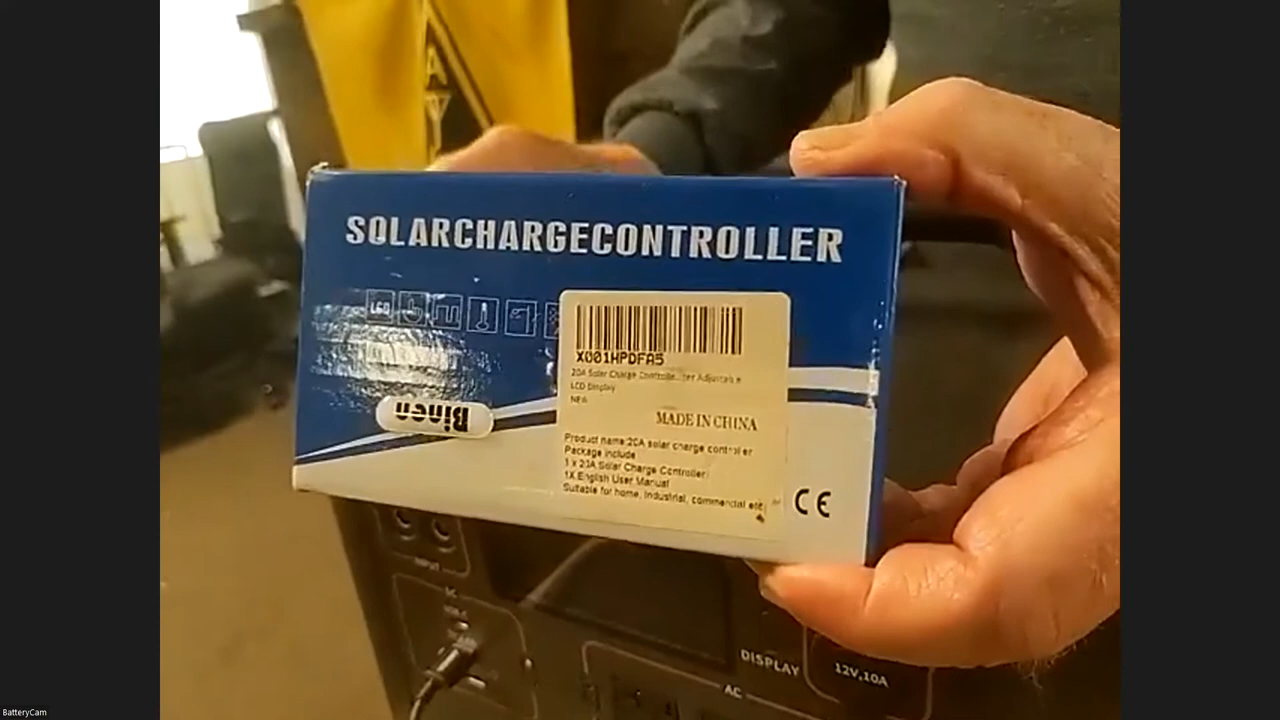 SOLARCHARGECONTROLLER
LCD
X001HPDFA5
20A Solar Charge
LCD Display
NEW
MADE IN CHINA
Binen
Product name:20A solar charge controller
Package include
1 x 20A Solar Charge Controller
1X English User Manual
Suitable for home, industrial, commercial etc
CE
INPUT
DISPLAY
12V,10A
AC
BatteryCam